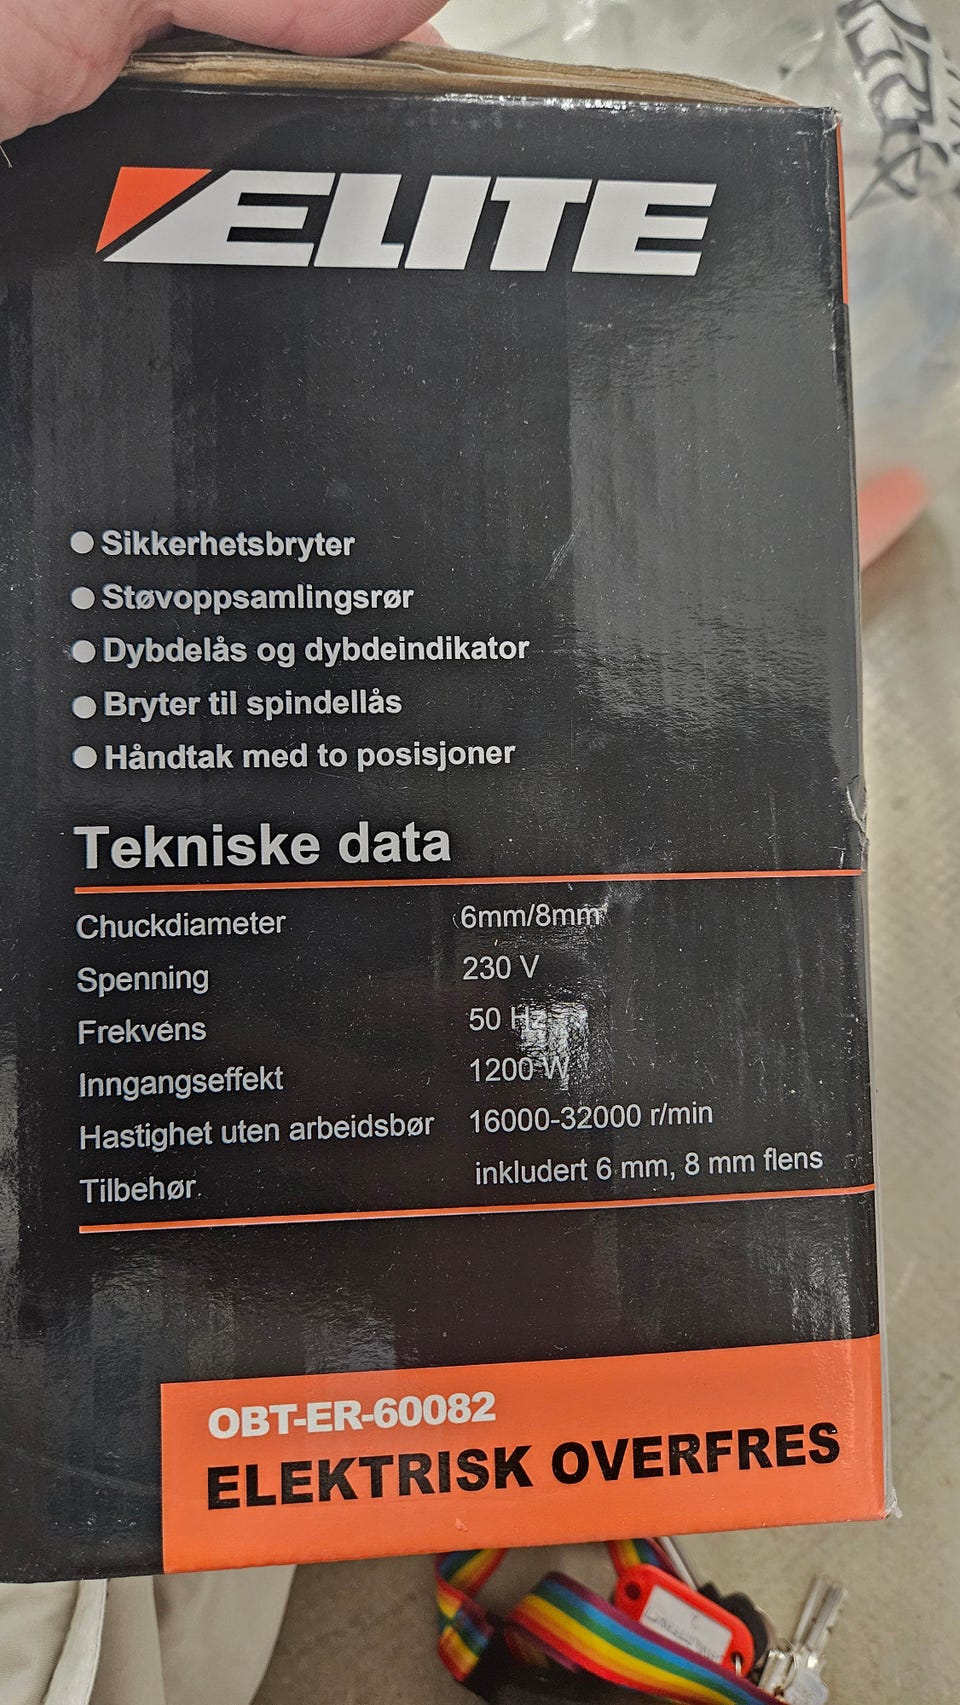 ELITE
Sikkerhetsbryter
Støvoppsamlingsrør
Dybdelås og dybdeindikator
Bryter til spindellås
Håndtak med to posisjoner
Tekniske data
Chuckdiameter 6mm/8mm
Spenning 230 V
Frekvens 50 Hz
Inngangseffekt 1200 W
Hastighet uten arbeidsbør 16000-32000 r/min
Tilbehør inkludert 6 mm, 8 mm flens
OBT-ER-60082
ELEKTRISK OVERFRES